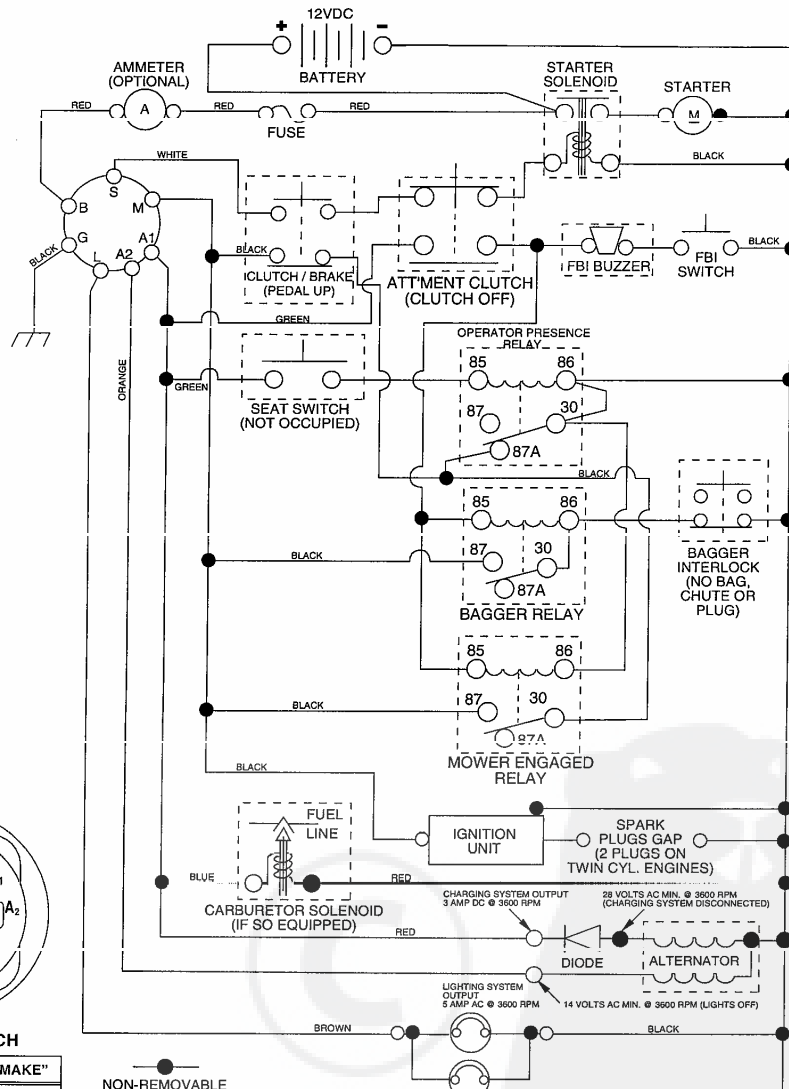 12VDC
+
−
BATTERY
AMMETER
(OPTIONAL)
STARTER
SOLENOID
STARTER
RED
A
RED
RED
FUSE
M
BLACK
WHITE
S
B
M
G
A1
A2
L
BLACK
BLACK
CLUTCH / BRAKE
(PEDAL UP)
ATT'MENT CLUTCH
(CLUTCH OFF)
FBI BUZZER
FBI
SWITCH
BLACK
GREEN
ORANGE
GREEN
SEAT SWITCH
(NOT OCCUPIED)
OPERATOR PRESENCE
RELAY
85
86
87
30
87A
BLACK
85
86
87
30
87A
BLACK
BAGGER RELAY
BAGGER
INTERLOCK
(NO BAG,
CHUTE OR
PLUG)
85
86
87
30
87A
BLACK
MOWER ENGAGED
RELAY
BLACK
FUEL
LINE
IGNITION
UNIT
SPARK
PLUGS GAP
(2 PLUGS ON
TWIN CYL. ENGINES)
BLUE
RED
CARBURETOR SOLENOID
(IF SO EQUIPPED)
CHARGING SYSTEM OUTPUT
3 AMP DC @ 3600 RPM
28 VOLTS AC MIN. @ 3600 RPM
(CHARGING SYSTEM DISCONNECTED)
RED
DIODE
ALTERNATOR
LIGHTING SYSTEM
OUTPUT
5 AMP AC @ 3600 RPM
14 VOLTS AC MIN. @ 3600 RPM (LIGHTS OFF)
BROWN
BLACK
1
A2
CH
MAKE"
NON-REMOVABLE